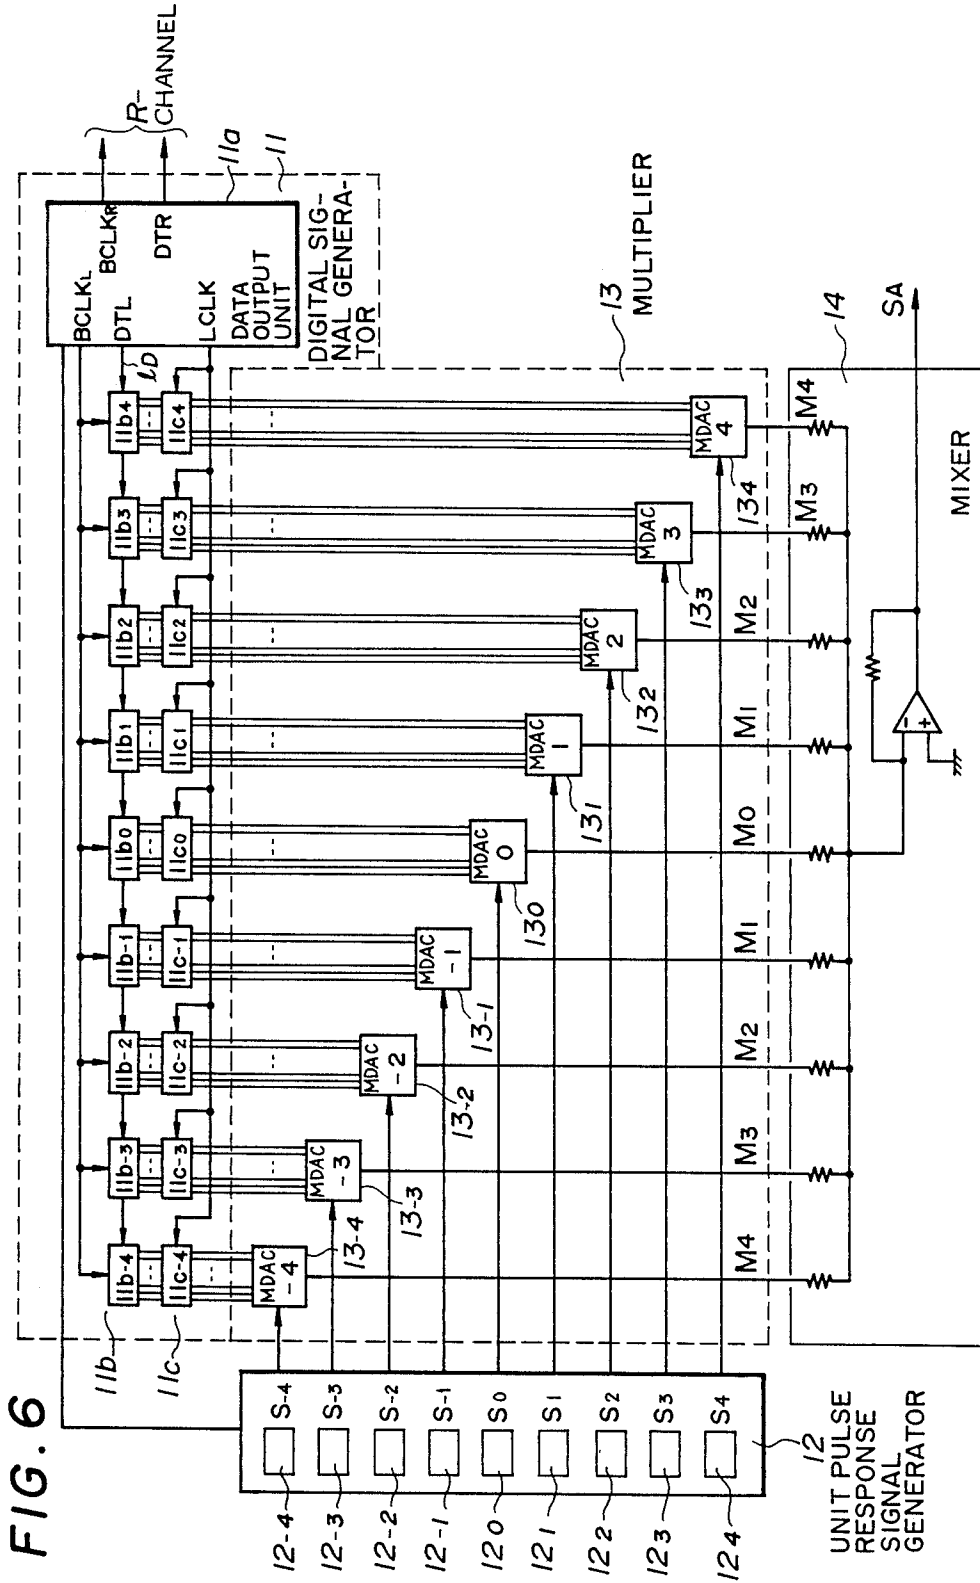 FIG. 6
R-
CHANNEL
BCLKL
BCLKR
DTL
DTR
LCLK
DATA
OUTPUT
UNIT
11a
11
lD
DIGITAL SIG-
NAL GENERA-
TOR
11b
11b-4
11b-3
11b-2
11b-1
11b0
11b1
11b2
11b3
11b4
11c
11c-4
11c-3
11c-2
11c-1
11c0
11c1
11c2
11c3
11c4
MDAC
-4
13-4
MDAC
-3
13-3
MDAC
-2
13-2
MDAC
-1
13-1
MDAC
0
130
MDAC
1
131
MDAC
2
132
MDAC
3
133
MDAC
4
134
13
MULTIPLIER
12-4
S-4
12-3
S-3
12-2
S-2
12-1
S-1
120
S0
121
S1
122
S2
123
S3
124
S4
12
UNIT PULSE
RESPONSE
SIGNAL
GENERATOR
M4
M3
M2
M1
M0
M1
M2
M3
M4
14
SA
-
+
MIXER